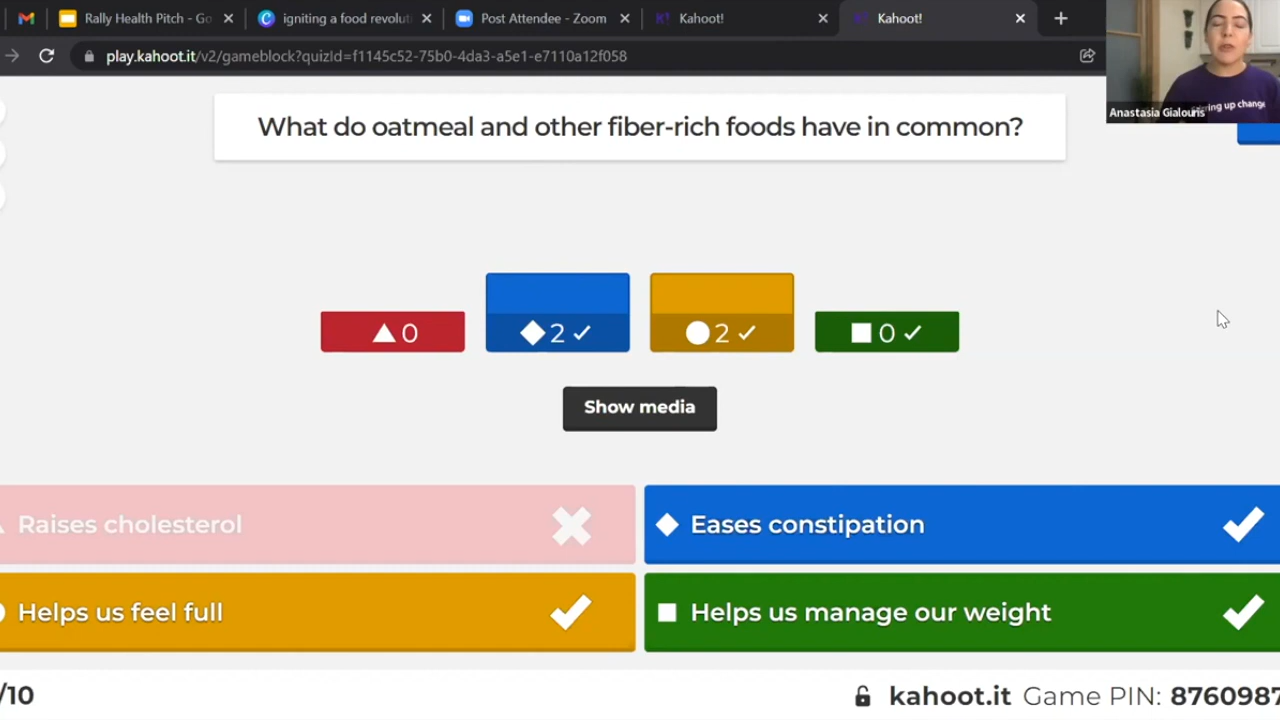 Rally Health Pitch - Go
igniting a food revolut
Post Attendee - Zoom
Kahoot!
Kahoot!
play.kahoot.it/v2/gameblock?quizId=f1145c52-75b0-4da3-a5e1-e7110a12f058
ring up change
Anastasia Gialouris
What do oatmeal and other fiber-rich foods have in common?
0
2
2
0
Show media
Raises cholesterol
Eases constipation
Helps us feel full
Helps us manage our weight
/10
kahoot.it Game PIN: 8760987